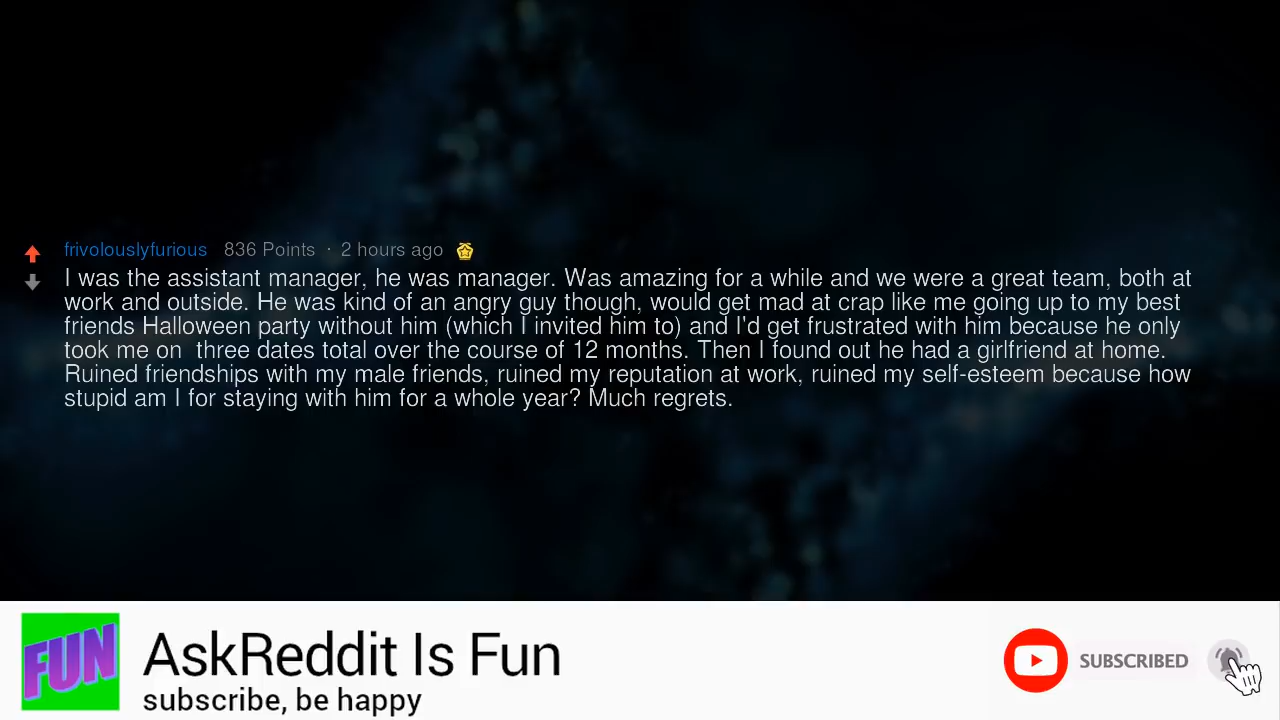 frivolouslyfurious 836 Points · 2 hours ago
I was the assistant manager, he was manager. Was amazing for a while and we were a great team, both at
work and outside. He was kind of an angry guy though, would get mad at crap like me going up to my best
friends Halloween party without him (which I invited him to) and I'd get frustrated with him because he only
took me on  three dates total over the course of 12 months. Then I found out he had a girlfriend at home.
Ruined friendships with my male friends, ruined my reputation at work, ruined my self-esteem because how
stupid am I for staying with him for a whole year? Much regrets.
FUN
AskReddit Is Fun
subscribe, be happy
SUBSCRIBED